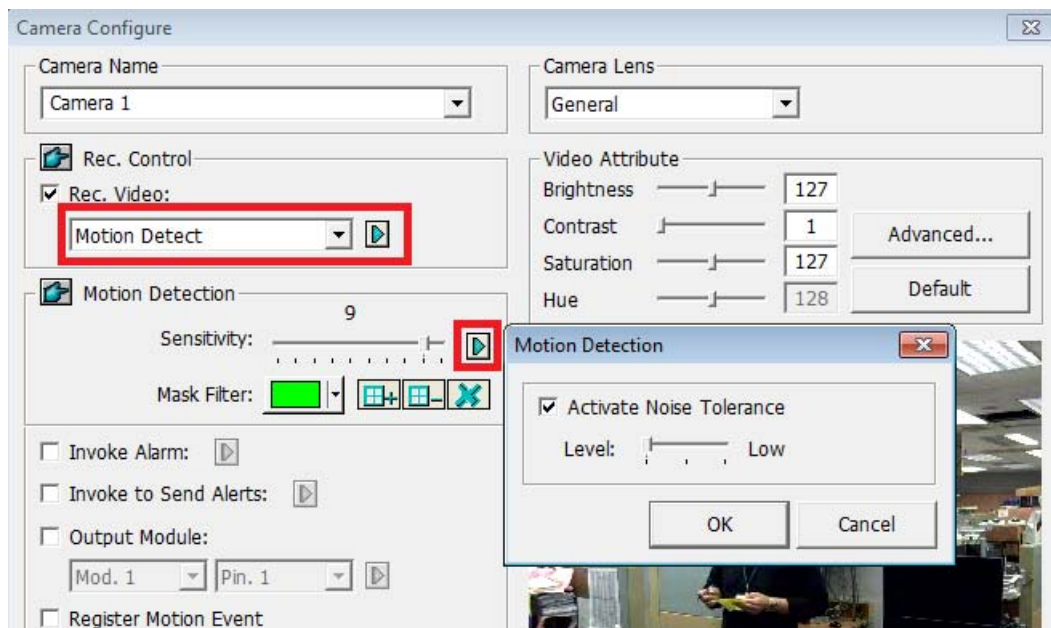 Camera Configure
Camera Name
Camera 1
Rec. Control
Rec. Video:
Motion Detect
Motion Detection
9
Sensitivity:
Mask Filter:
Invoke Alarm:
Invoke to Send Alerts:
Output Module:
Mod. 1 Pin. 1
Register Motion Event
Camera Lens
General
Video Attribute
Brightness 127
Contrast 1
Saturation 127
Hue 128
Advanced...
Default
Motion Detection
Activate Noise Tolerance
Level: Low
OK Cancel